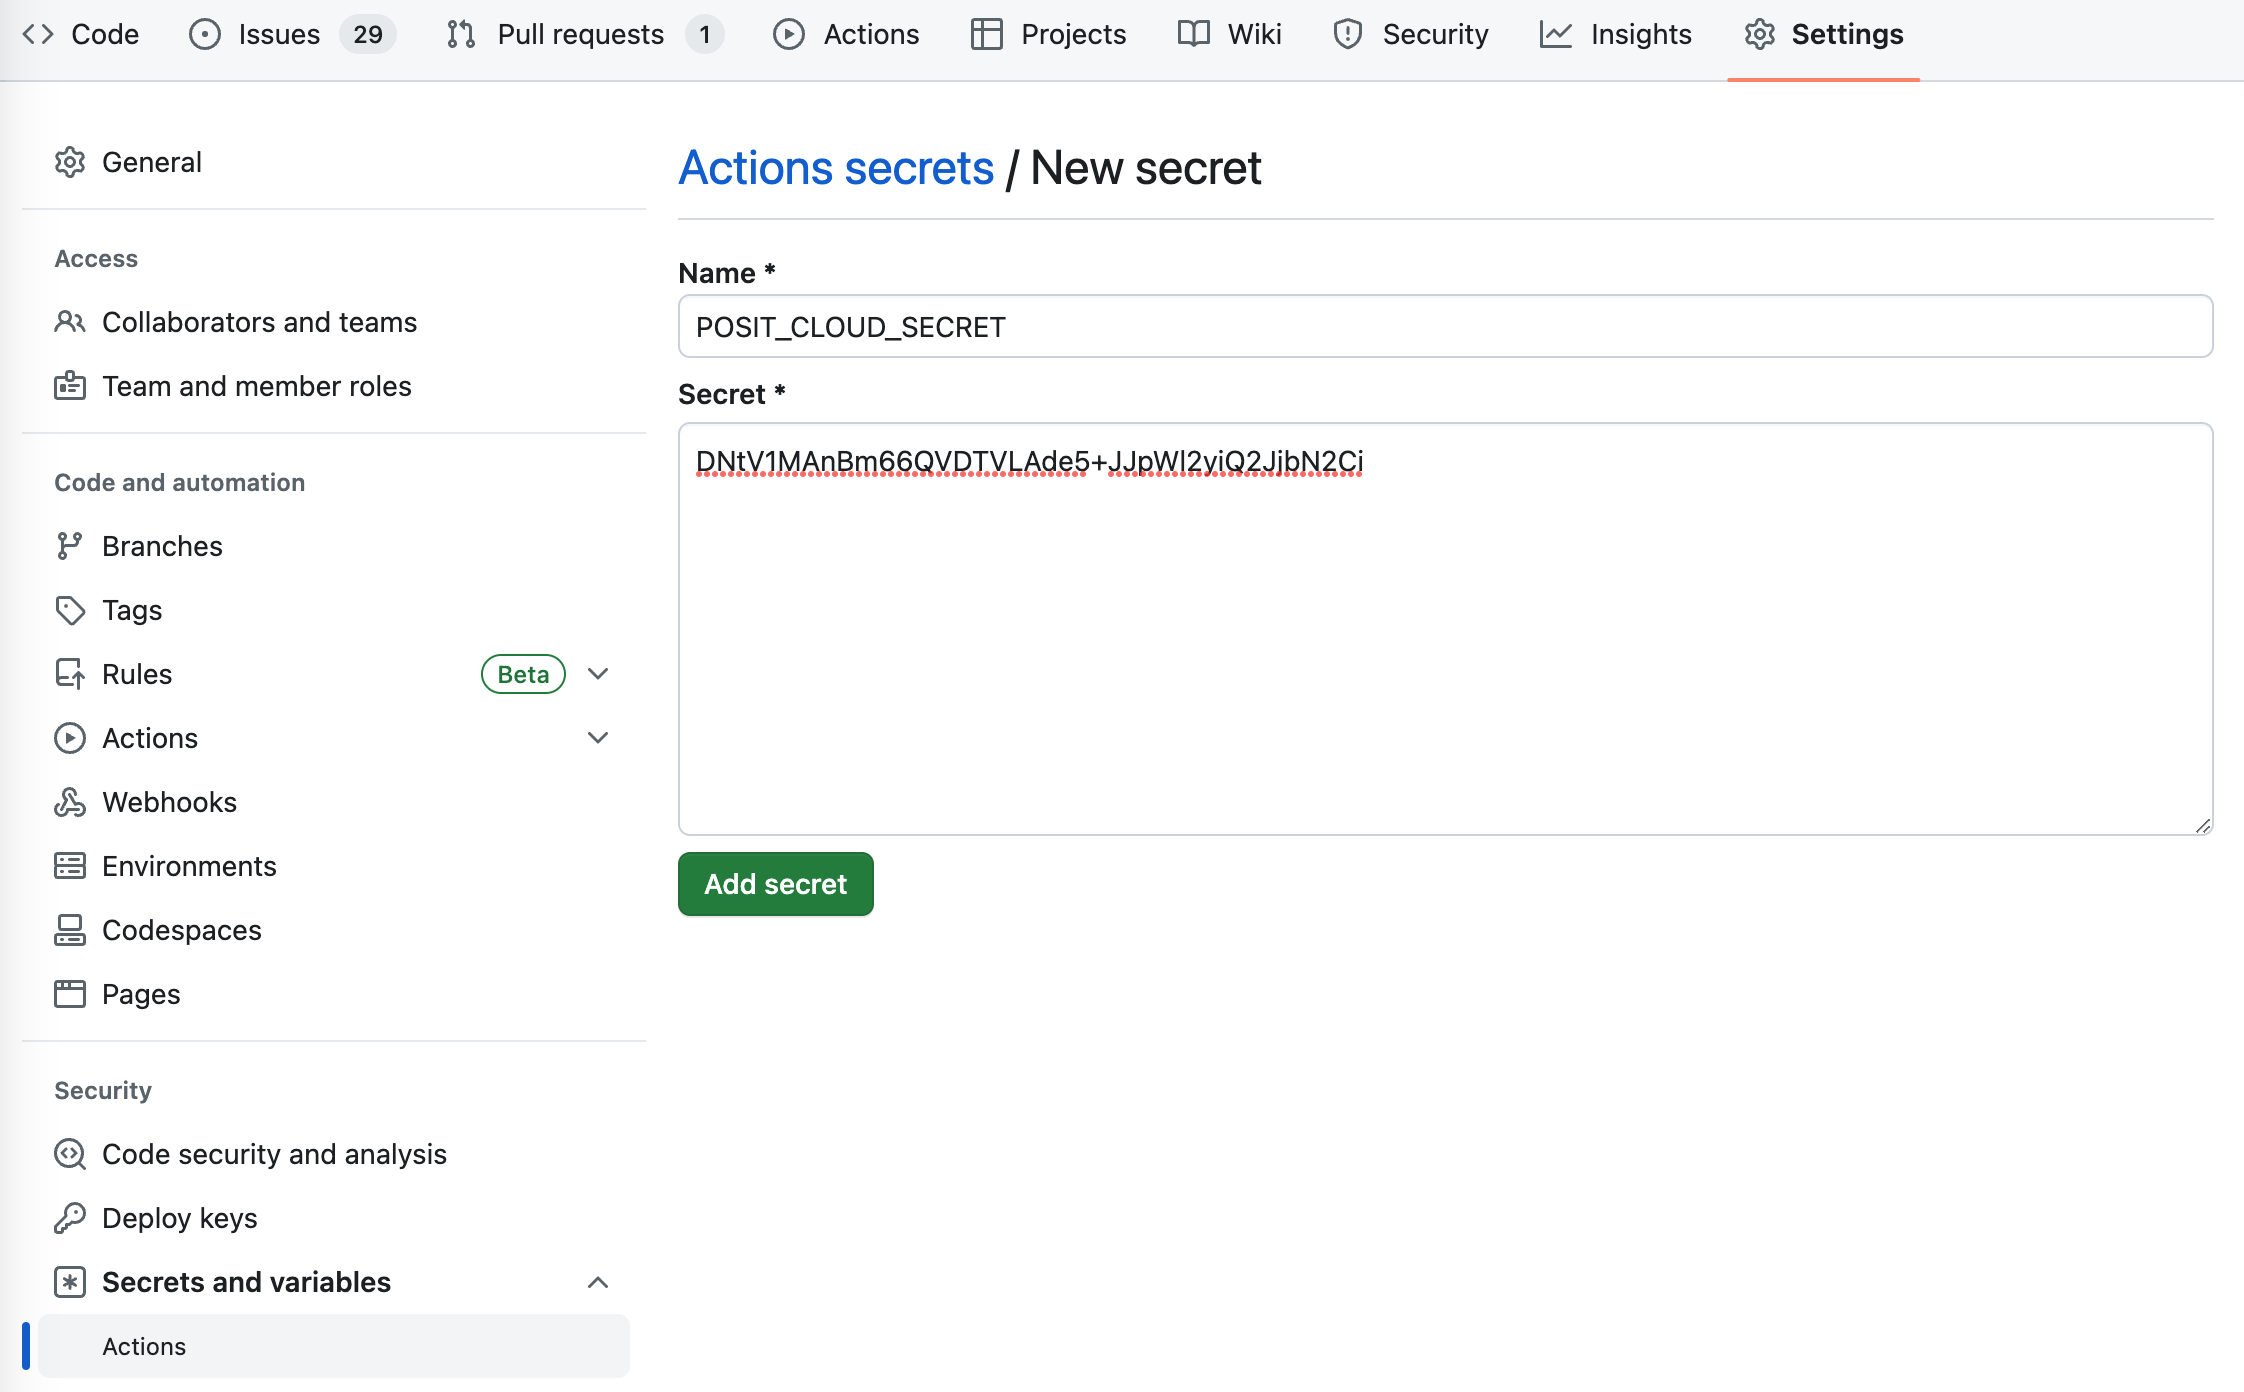 Code Issues 29 Pull requests 1 Actions Projects Wiki Security Insights Settings
General
Access
Collaborators and teams
Team and member roles
Code and automation
Branches
Tags
Rules Beta
Actions
Webhooks
Environments
Codespaces
Pages
Security
Code security and analysis
Deploy keys
Secrets and variables
Actions
Actions secrets / New secret
Name *
POSIT_CLOUD_SECRET
Secret *
DNtV1MAnBm66QVDTVLAde5+JJpWl2yiQ2JjbN2Ci
Add secret